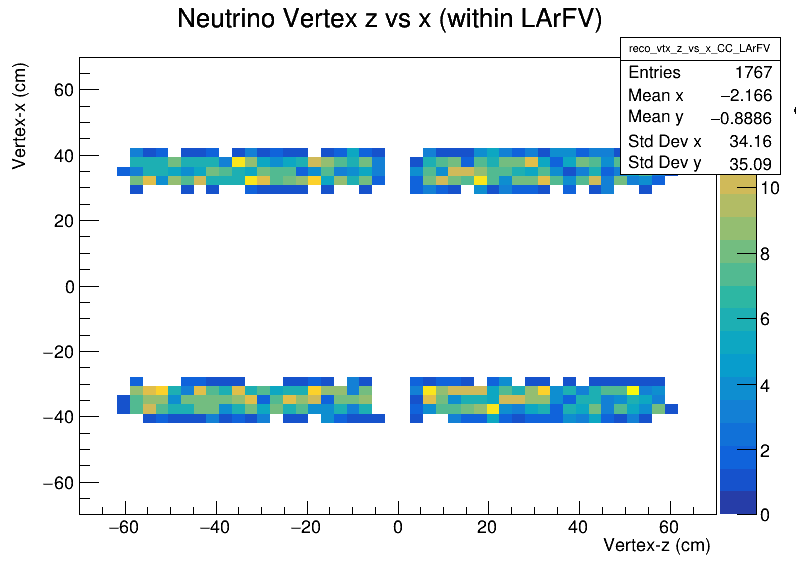 Neutrino Vertex z vs x (within LArFV)
reco_vtx_z_vs_x_CC_LArFV
Entries 1767
Mean x −2.166
Mean y −0.8886
Std Dev x 34.16
Std Dev y 35.09
Vertex-x (cm)
60
40
20
0
−20
−40
−60
−60 −40 −20 0 20 40 60
Vertex-z (cm)
10
8
6
4
2
0